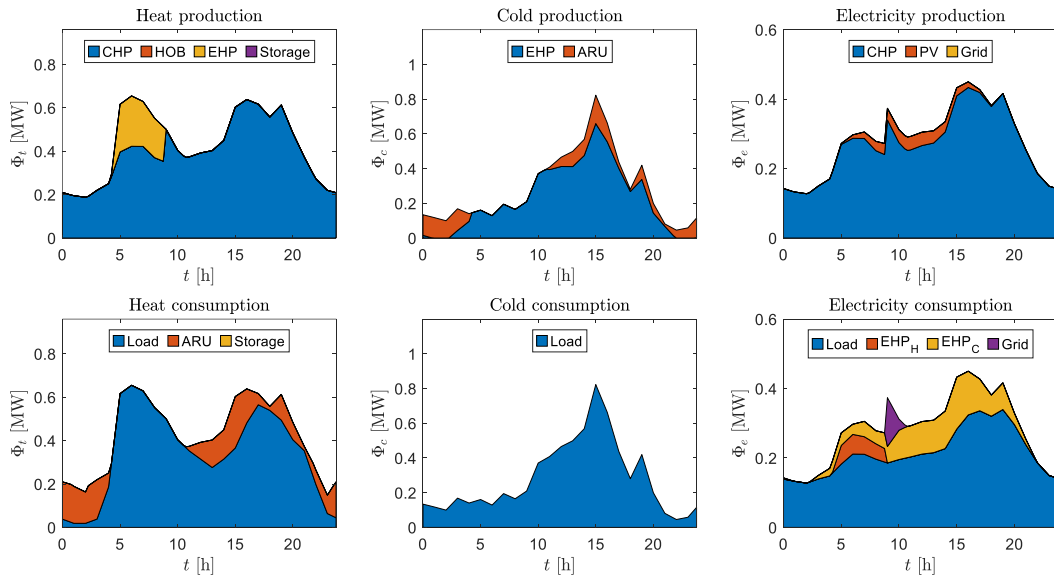 Heat production
Cold production
Electricity production
CHP HOB EHP Storage
EHP ARU
CHP PV Grid
Φt [MW]
0.8
0.6
0.4
0.2
0
0 5 10 15 20
t [h]
Φc [MW]
1
0.8
0.6
0.4
0.2
0
0 5 10 15 20
t [h]
Φe [MW]
0.6
0.4
0.2
0
0 5 10 15 20
t [h]
Heat consumption
Cold consumption
Electricity consumption
Load ARU Storage
Load
Load EHP_H EHP_C Grid
Φt [MW]
0.8
0.6
0.4
0.2
0
0 5 10 15 20
t [h]
Φc [MW]
1
0.8
0.6
0.4
0.2
0
0 5 10 15 20
t [h]
Φe [MW]
0.6
0.4
0.2
0
0 5 10 15 20
t [h]